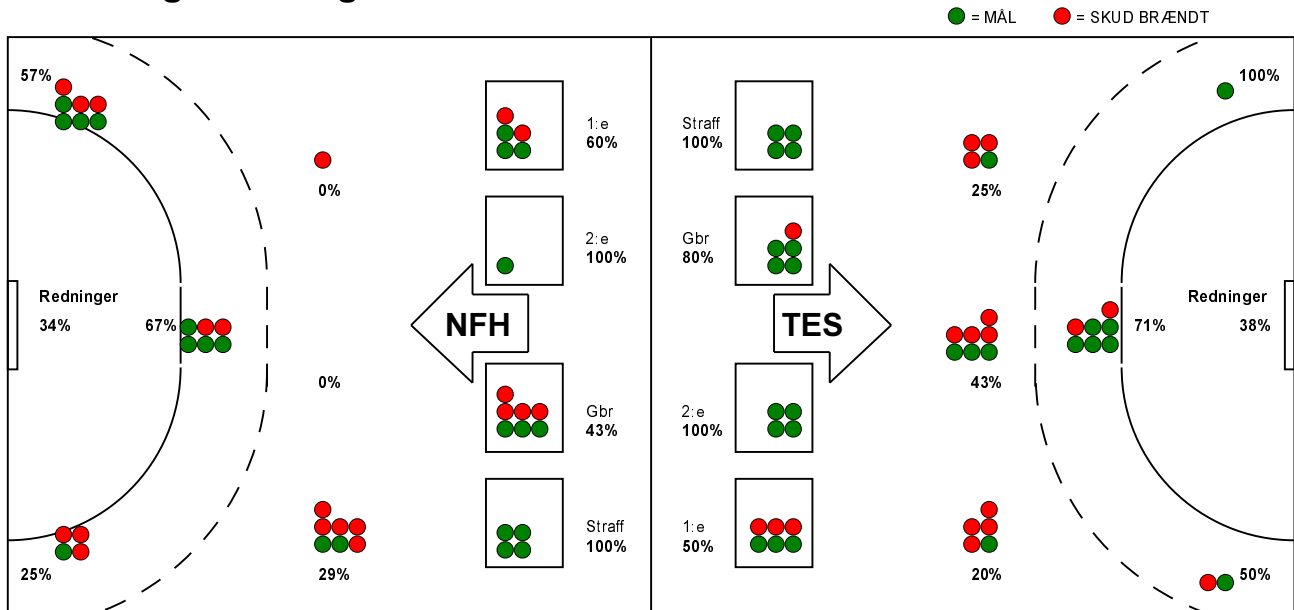 = MÅL
= SKUD BRÆNDT
57%
0%
1:e
60%
Straff
100%
25%
100%
2:e
100%
Gbr
80%
Redninger
34%
67%
NFH
TES
71%
Redninger
38%
0%
43%
Gbr
43%
2:e
100%
Straff
100%
1:e
50%
25%
29%
20%
50%